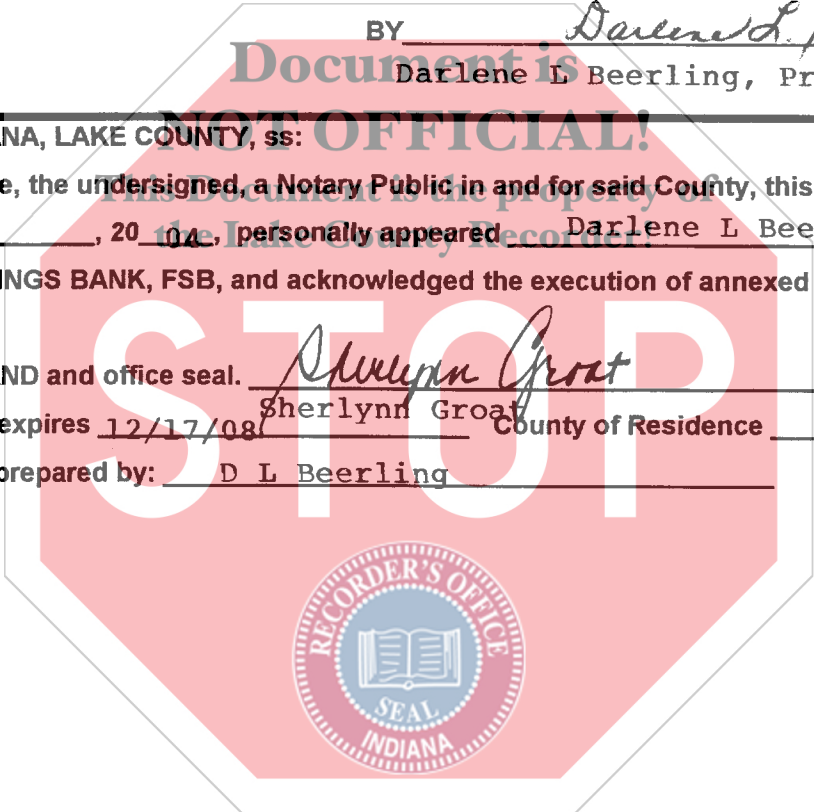 BY Darlene L.
Document is
Darlene L Beerling, Pr
NOT OFFICIAL!
NA, LAKE COUNTY, ss:
e, the undersigned, a Notary Public in and for said County, this
This Document is the property of
, 20 04, personally appeared Darlene L Bee
the Lake County Recorder!
NGS BANK, FSB, and acknowledged the execution of annexed
STOP
ND and office seal. Sherlynn Groat
Sherlynn Groat
expires 12/17/08 County of Residence
prepared by: D L Beerling
RECORDER'S OFFICE
SEAL
INDIANA